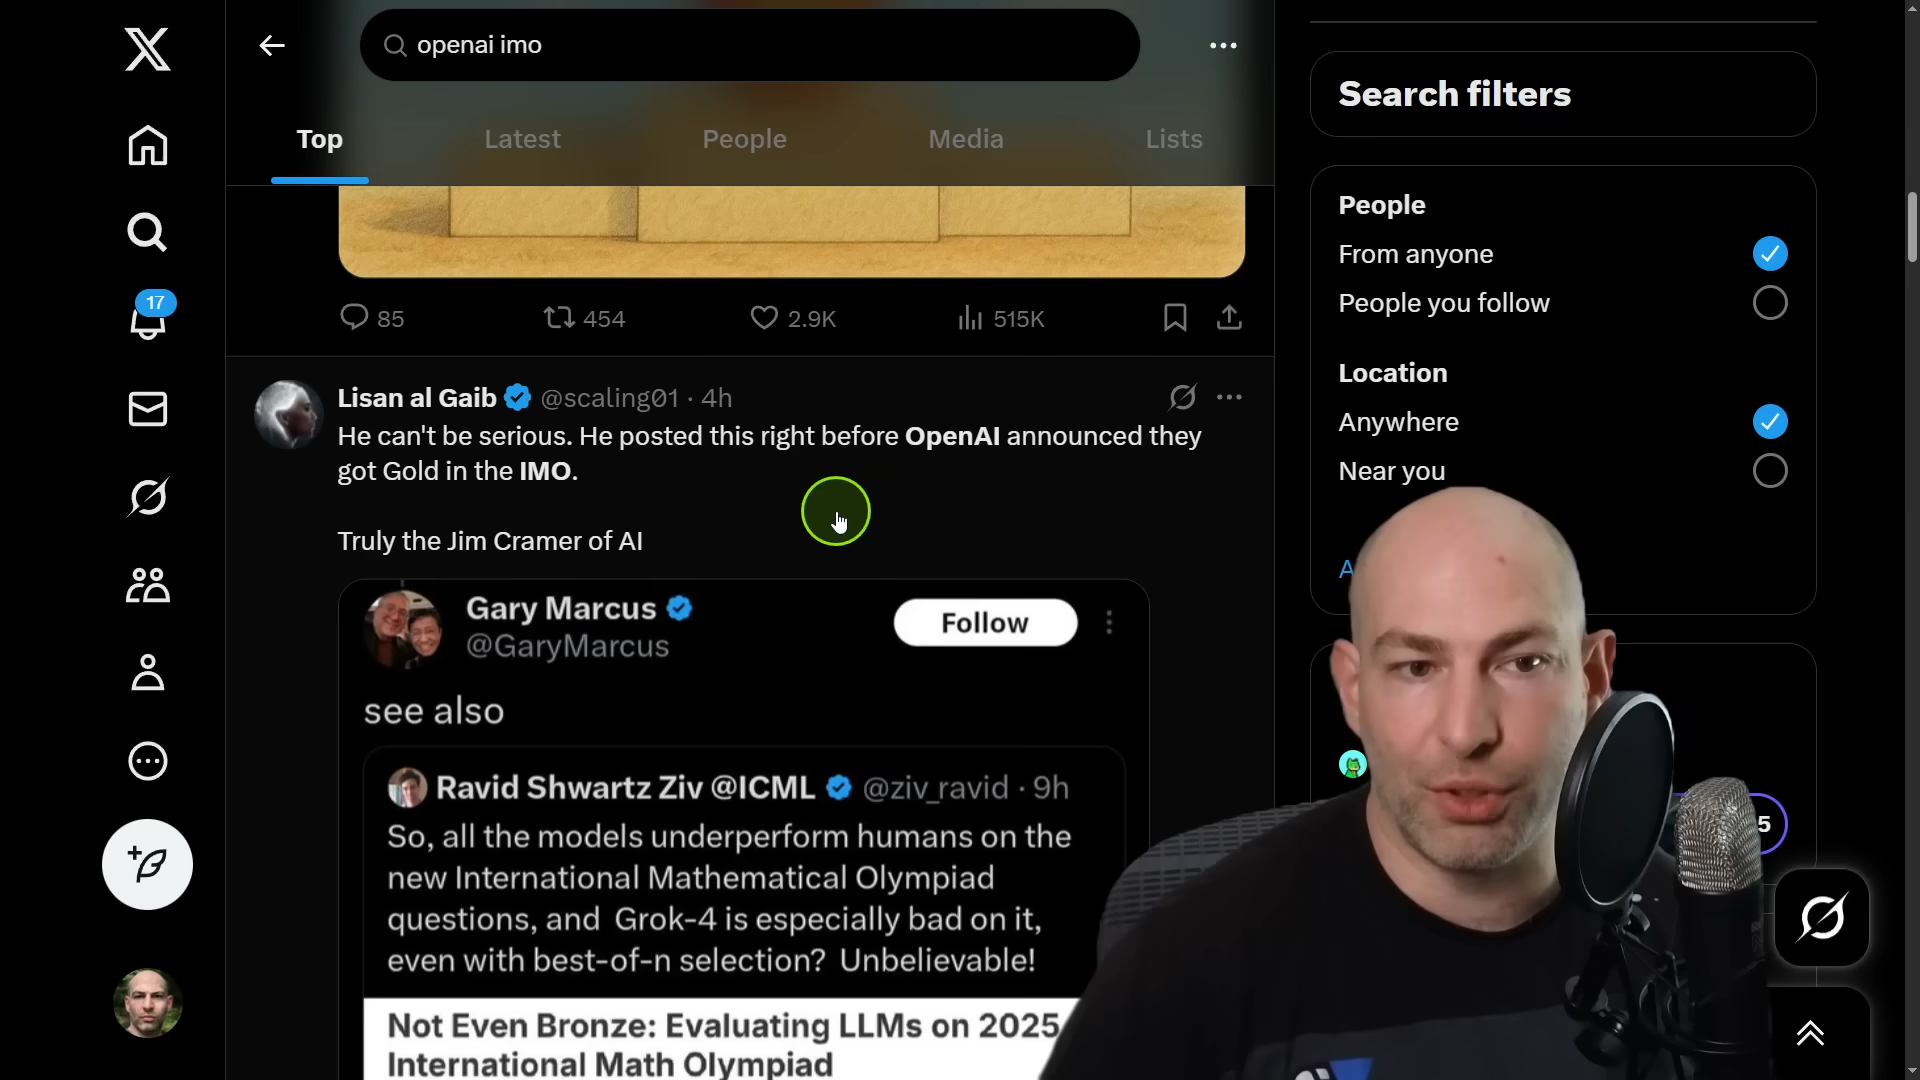 openai imo
Top
Latest
People
Media
Lists
85
454
2.9K
515K
Lisan al Gaib @scaling01 · 4h
He can't be serious. He posted this right before OpenAI announced they
got Gold in the IMO.
Truly the Jim Cramer of AI
Gary Marcus
@GaryMarcus
Follow
see also
Ravid Shwartz Ziv @ICML @ziv_ravid · 9h
So, all the models underperform humans on the
new International Mathematical Olympiad
questions, and Grok-4 is especially bad on it,
even with best-of-n selection? Unbelievable!
Not Even Bronze: Evaluating LLMs on 2025
International Math Olympiad
17
Search filters
People
From anyone
People you follow
Location
Anywhere
Near you